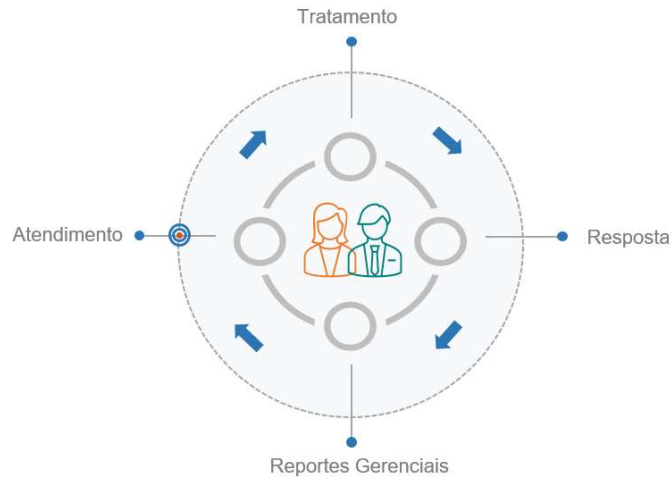 Tratamento
Atendimento
Resposta
Reportes Gerenciais